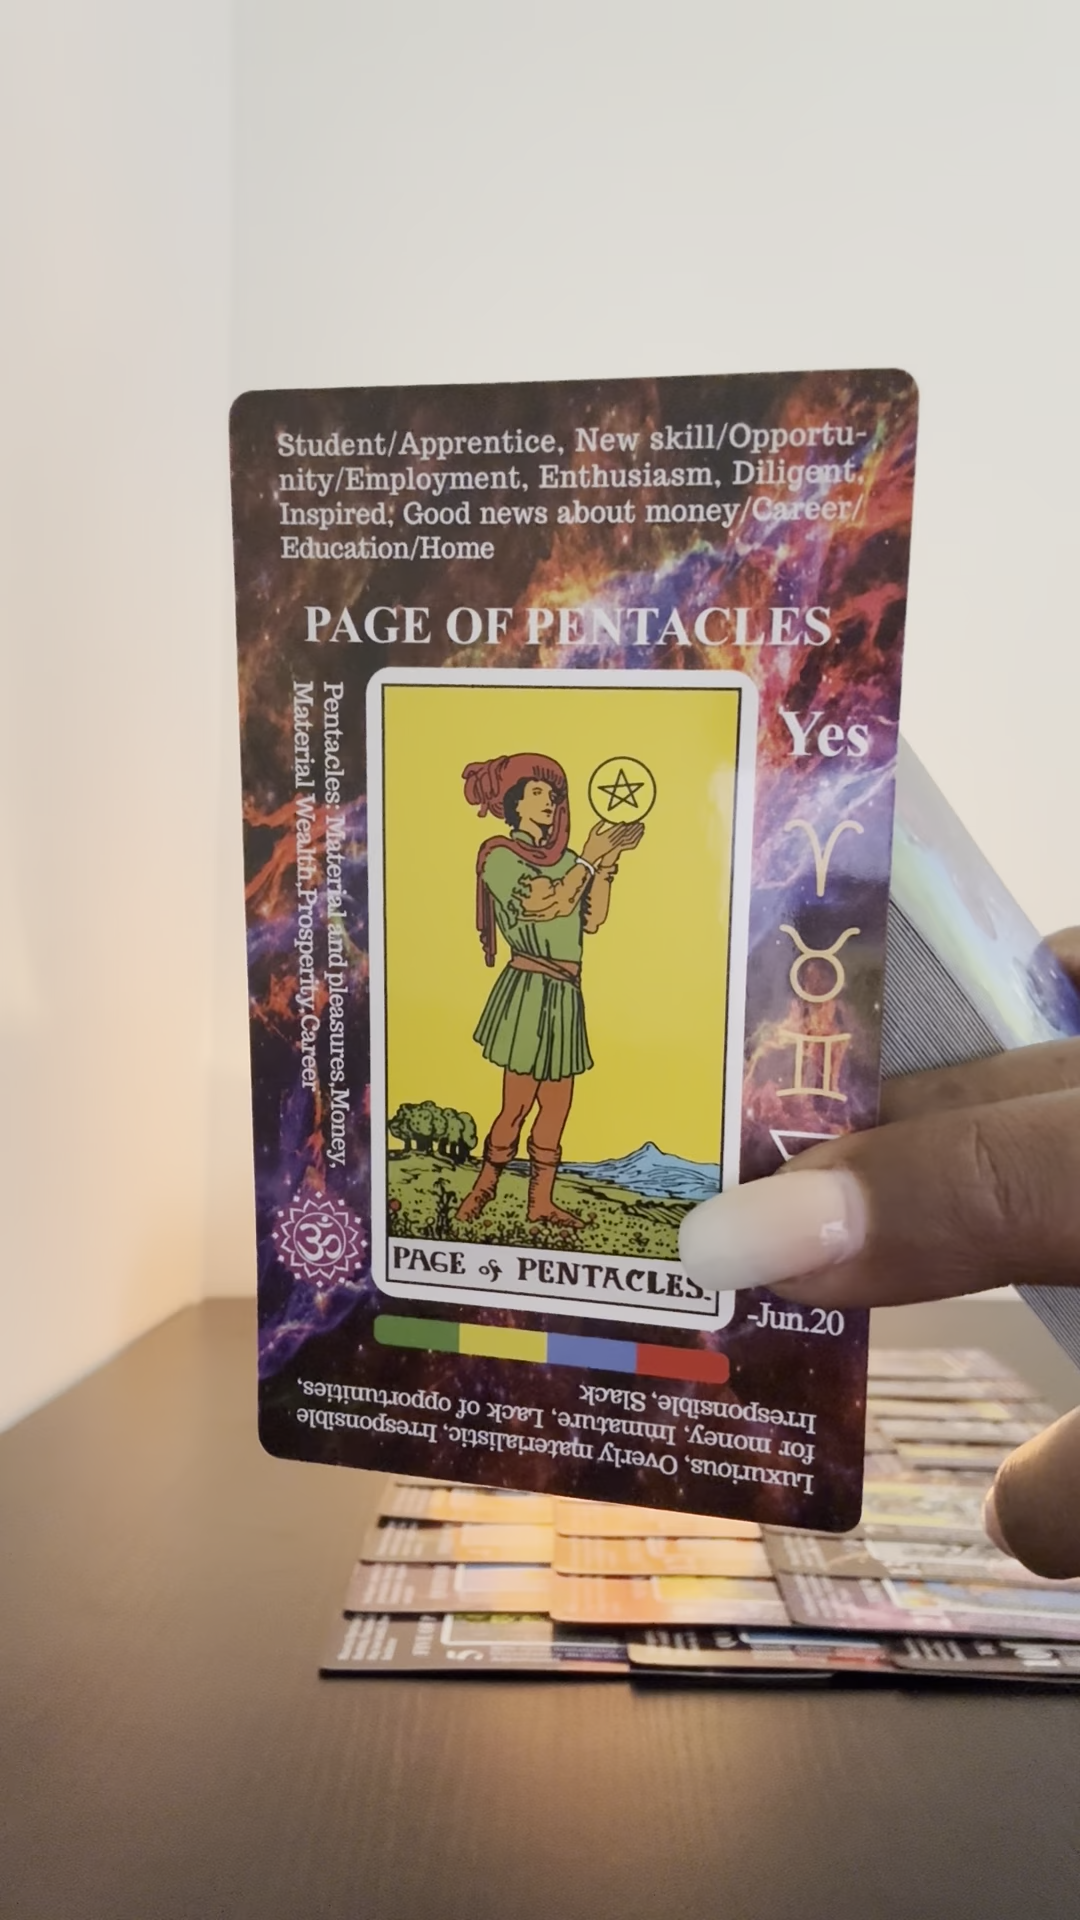 Student/Apprentice, New skill/Opportu-
nity/Employment, Enthusiasm, Diligent,
Inspired, Good news about money/Career/
Education/Home
PAGE OF PENTACLES
Pentacles: Material and pleasures,Money,
Material Wealth,Prosperity,Career
Yes
ॐ
PAGE of PENTACLES.
-Jun.20
Luxurious, Overly materialistic, Irresponsible
for money, Immature, Lack of opportunities,
Irresponsible, Slack
5